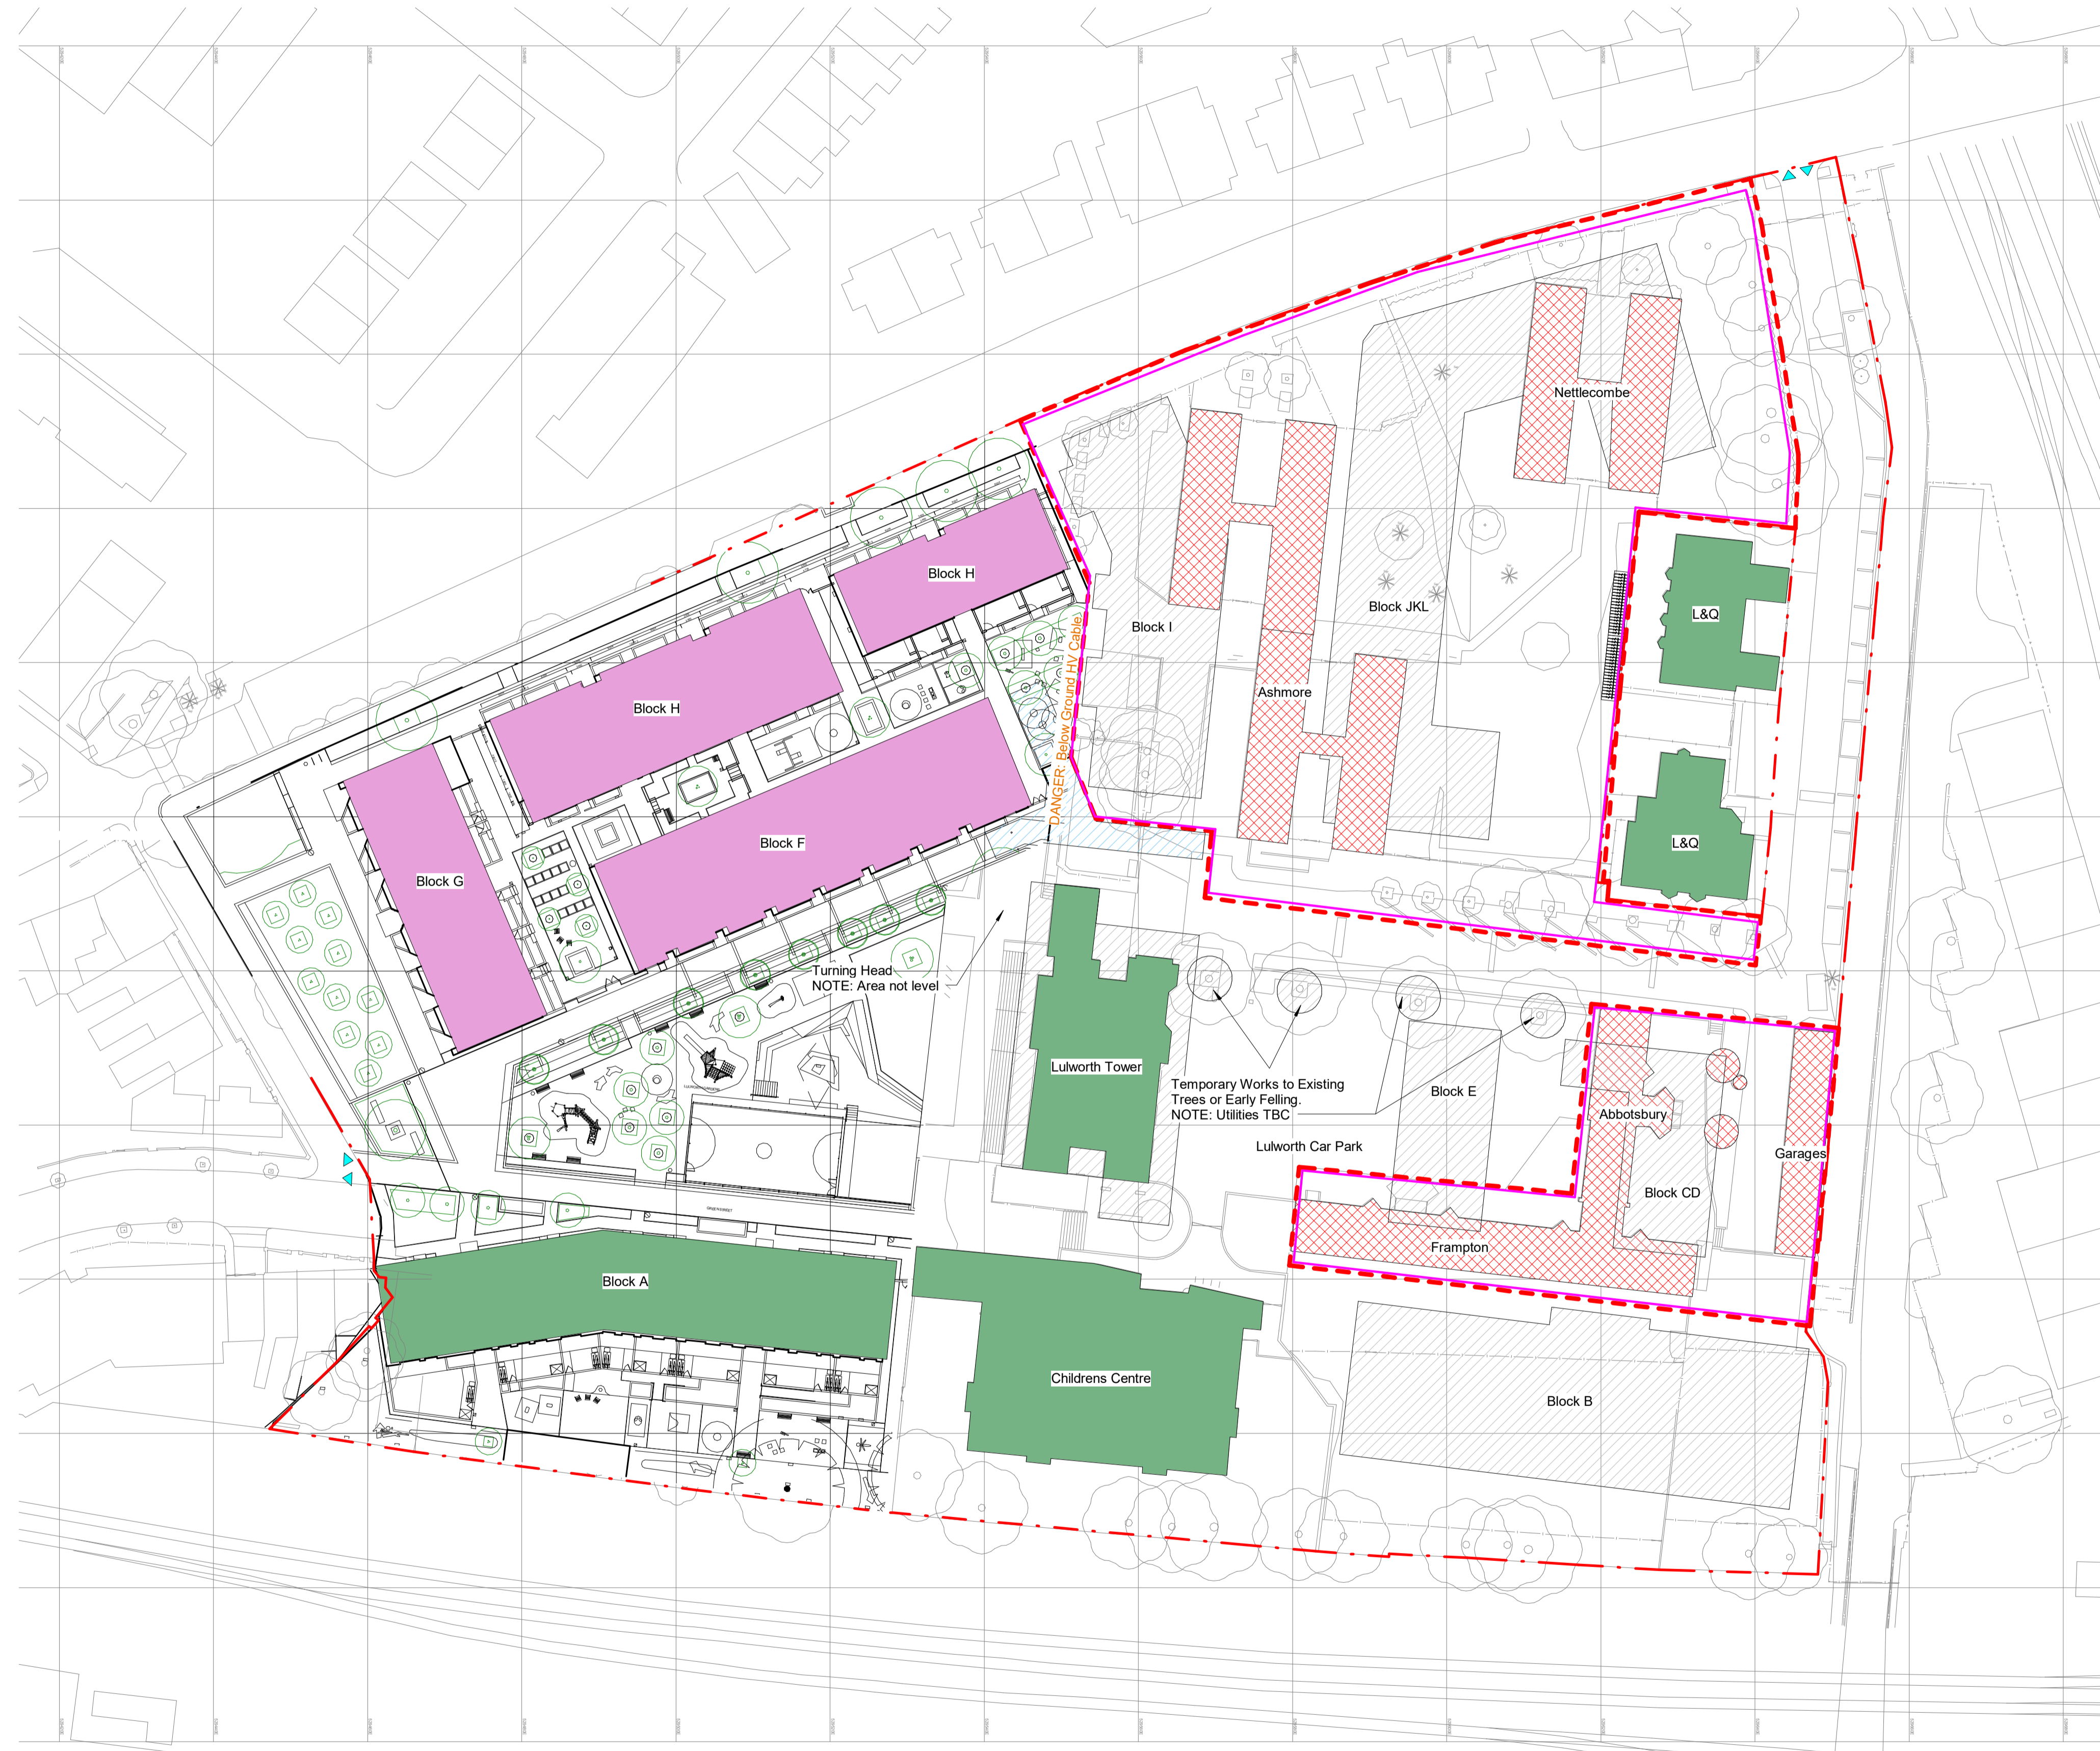 Nettlecombe
Block H
Block JKL
L&Q
Block I
DANGER: Below Ground HV Cable
Ashmore
Block H
Block F
L&Q
Block G
Turning Head
NOTE: Area not level
Lulworth Tower
Temporary Works to Existing
Trees or Early Felling.
NOTE: Utilities TBC
Block E
Abbotsbury
Lulworth Car Park
Garages
Block CD
Frampton
Block A
Childrens Centre
Block B